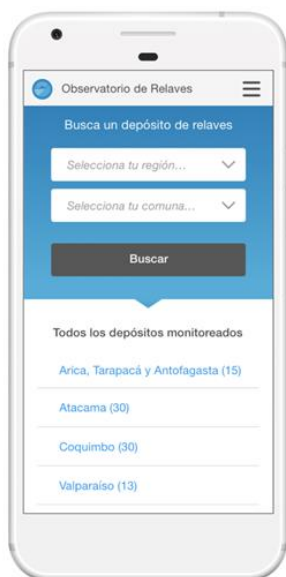 Observatorio de Relaves
Busca un depósito de relaves
Selecciona tu región...
Selecciona tu comuna...
Buscar
Todos los depósitos monitoreados
Arica, Tarapacá y Antofagasta (15)
Atacama (30)
Coquimbo (30)
Valparaíso (13)